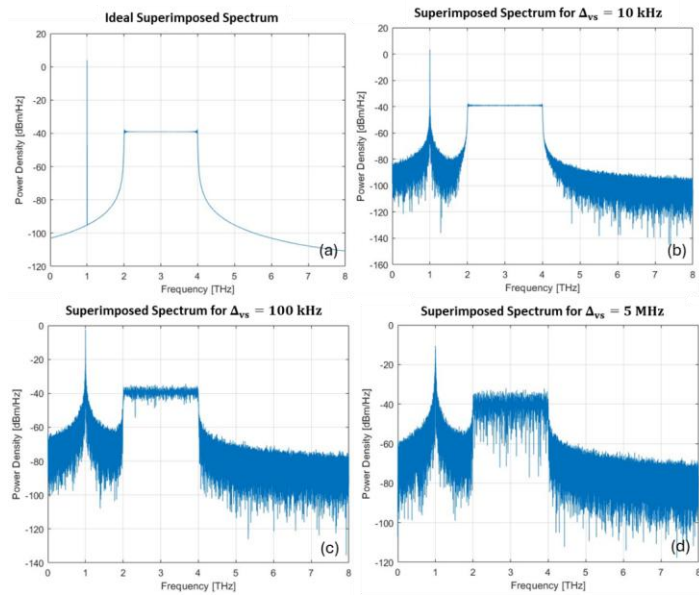 Ideal Superimposed Spectrum
20
0
-20
-40
-60
-80
-100
-120
0 1 2 3 4 5 6 7 8
Power Density [dBm/Hz]
Frequency [THz]
(a)
Superimposed Spectrum for Δvs = 10 kHz
20
0
-20
-40
-60
-80
-100
-120
-140
-160
0 1 2 3 4 5 6 7 8
Power Density [dBm/Hz]
Frequency [THz]
(b)
Superimposed Spectrum for Δvs = 100 kHz
0
-20
-40
-60
-80
-100
-120
-140
0 1 2 3 4 5 6 7 8
Power Density [dBm/Hz]
Frequency [THz]
(c)
Superimposed Spectrum for Δvs = 5 MHz
0
-20
-40
-60
-80
-100
-120
0 1 2 3 4 5 6 7 8
Power Density [dBm/Hz]
Frequency [THz]
(d)